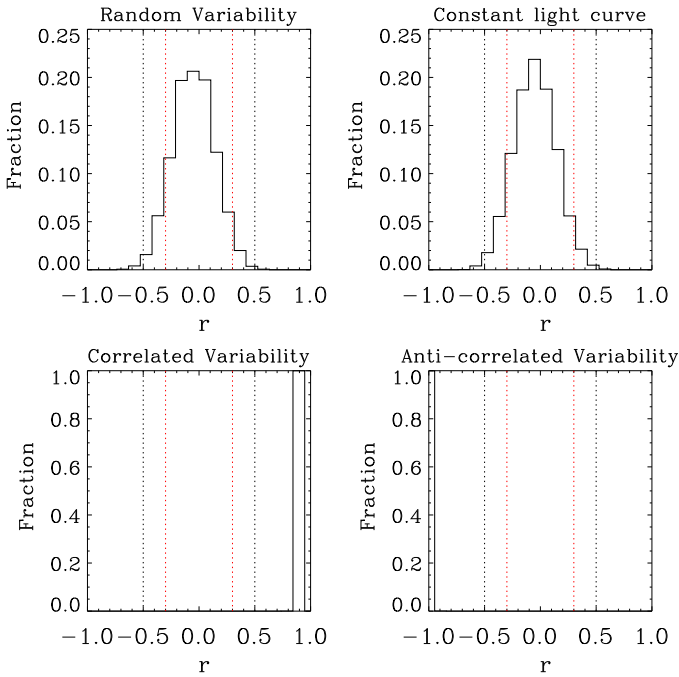 Random Variability
Fraction
0.25
0.20
0.15
0.10
0.05
0.00
−1.0−0.5 0.0 0.5 1.0
r
Constant light curve
Fraction
0.25
0.20
0.15
0.10
0.05
0.00
−1.0−0.5 0.0 0.5 1.0
r
Correlated Variability
Fraction
1.0
0.8
0.6
0.4
0.2
0.0
−1.0−0.5 0.0 0.5 1.0
r
Anti−correlated Variability
Fraction
1.0
0.8
0.6
0.4
0.2
0.0
−1.0−0.5 0.0 0.5 1.0
r